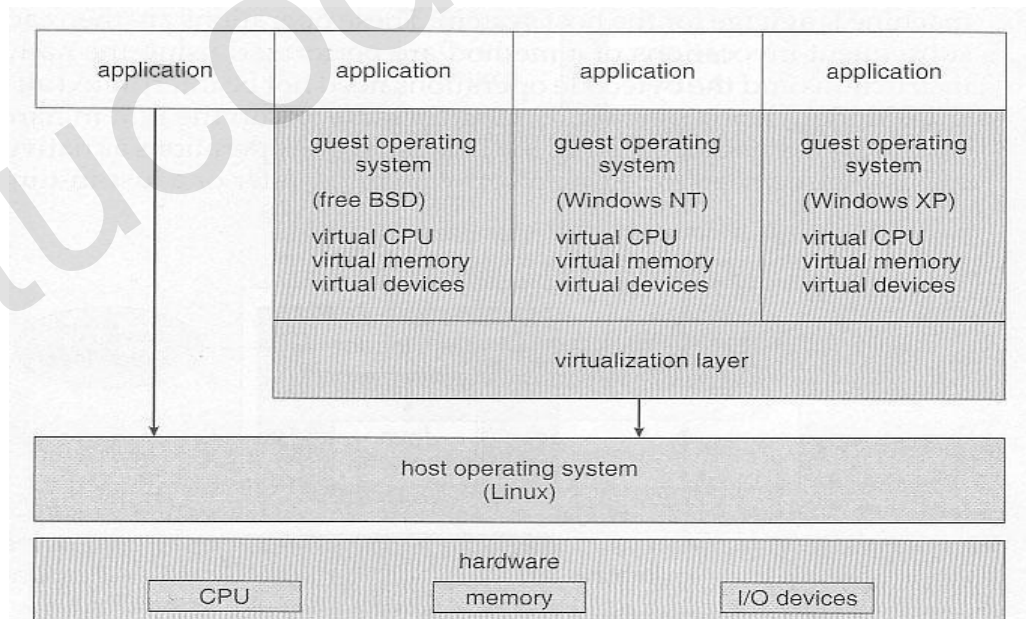 application
application
application
application
guest operating
system
(free BSD)
virtual CPU
virtual memory
virtual devices
guest operating
system
(Windows NT)
virtual CPU
virtual memory
virtual devices
guest operating
system
(Windows XP)
virtual CPU
virtual memory
virtual devices
virtualization layer
host operating system
(Linux)
hardware
CPU
memory
I/O devices